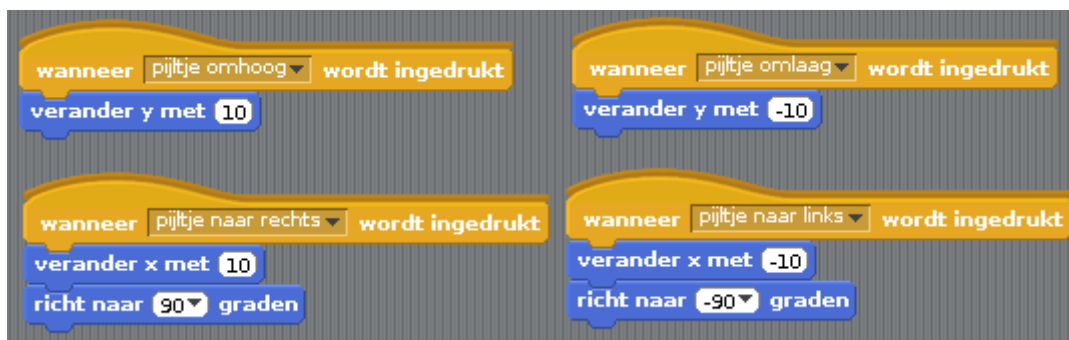 wanneer pijltje omhoog wordt ingedrukt
verander y met 10
wanneer pijltje omlaag wordt ingedrukt
verander y met -10
wanneer pijltje naar rechts wordt ingedrukt
verander x met 10
richt naar 90 graden
wanneer pijltje naar links wordt ingedrukt
verander x met -10
richt naar -90 graden